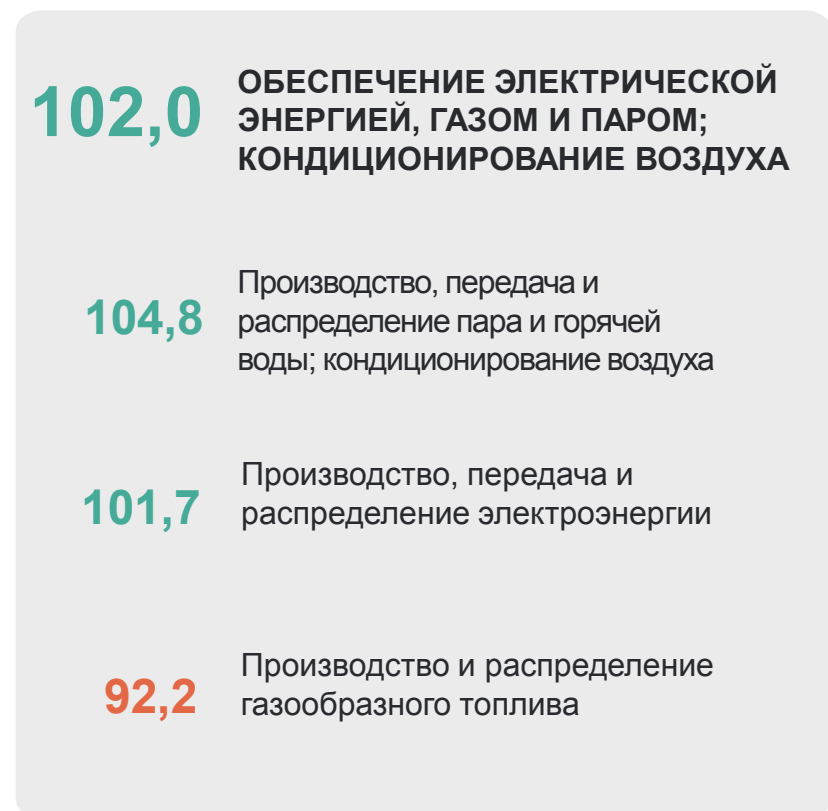 102,0
ОБЕСПЕЧЕНИЕ ЭЛЕКТРИЧЕСКОЙ
ЭНЕРГИЕЙ, ГАЗОМ И ПАРОМ;
КОНДИЦИОНИРОВАНИЕ ВОЗДУХА
104,8
Производство, передача и
распределение пара и горячей
воды; кондиционирование воздуха
101,7
Производство, передача и
распределение электроэнергии
92,2
Производство и распределение
газообразного топлива